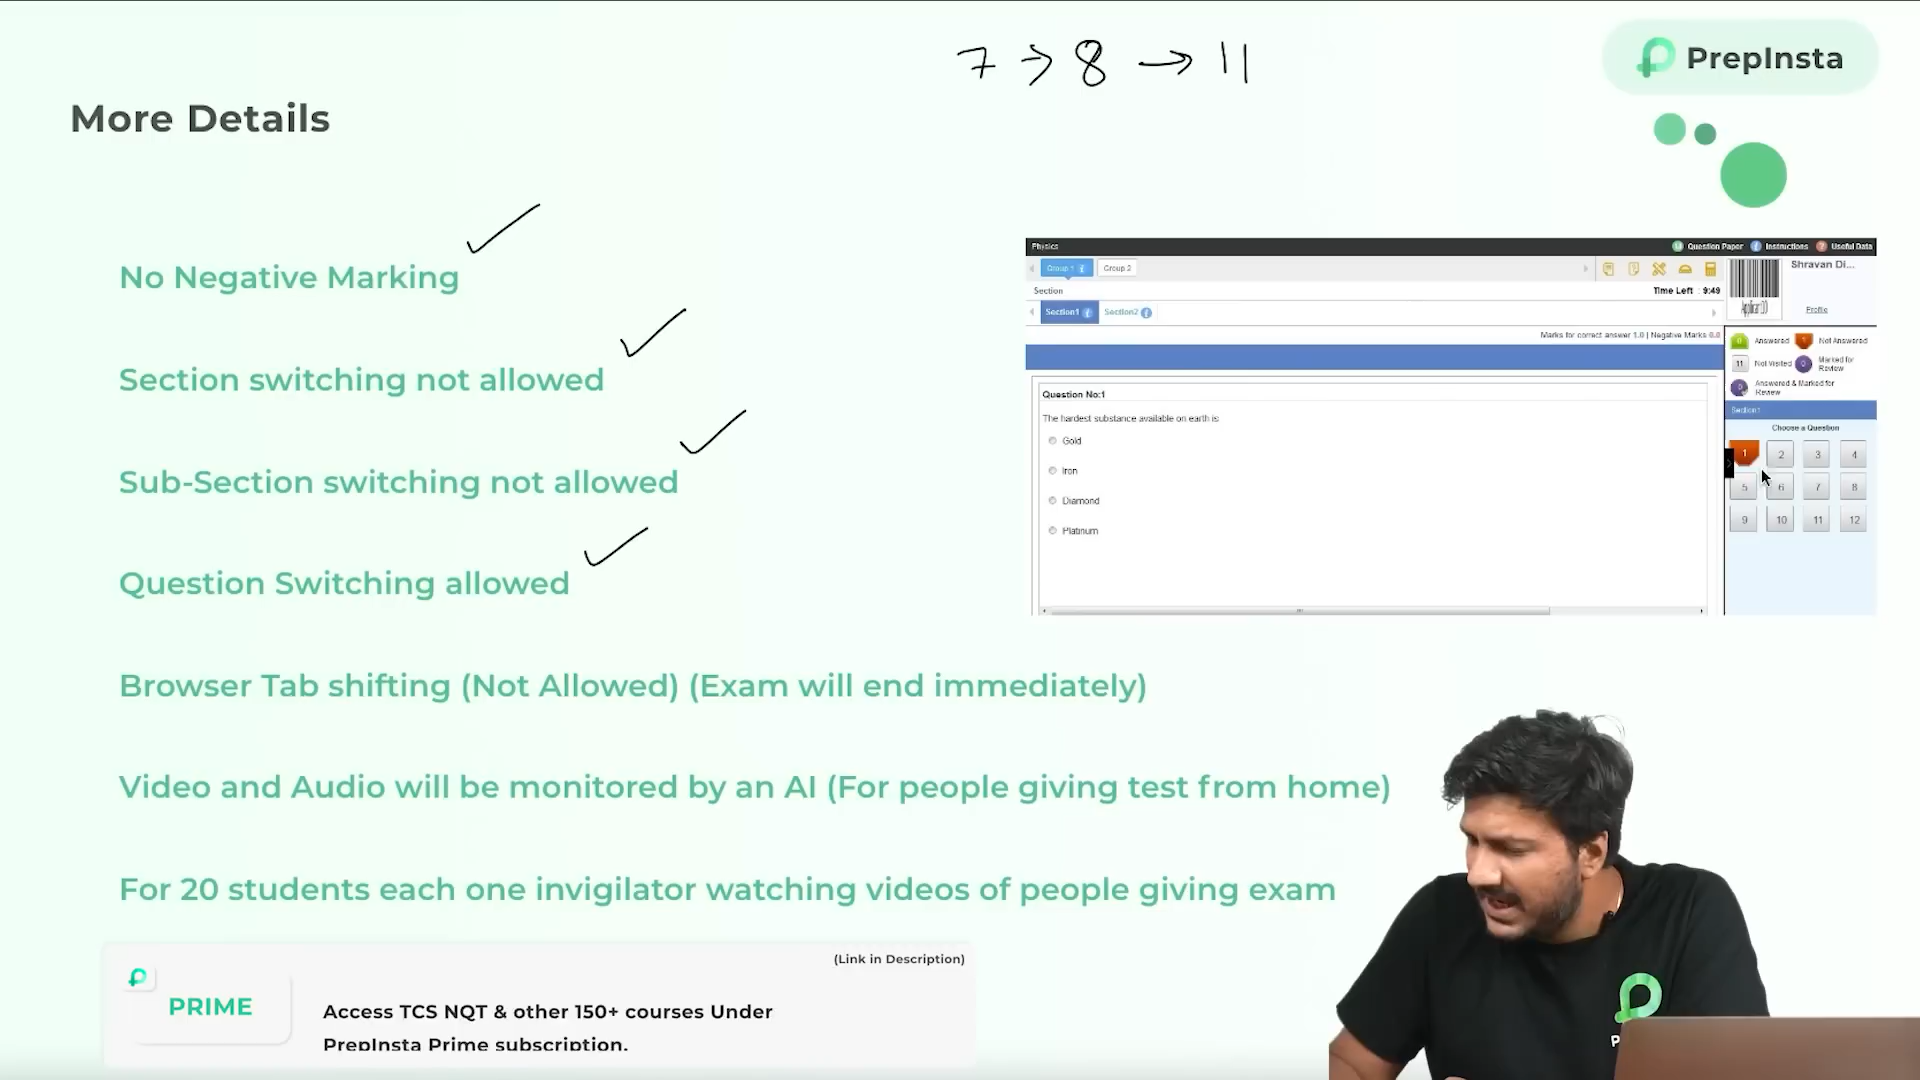 7 → 8 → 11
PrepInsta
More Details
No Negative Marking
Section switching not allowed
Sub-Section switching not allowed
Question Switching allowed
Browser Tab shifting (Not Allowed) (Exam will end immediately)
Video and Audio will be monitored by an AI (For people giving test from home)
For 20 students each one invigilator watching videos of people giving exam
Physics
Question Paper
Instructions
Useful Data
Group 1
Group 2
Section
Time Left : 9:49
Section1
Section2
Shravan Di...
Profile
Marks for correct answer 1.0 | Negative Marks 0.0
Question No:1
The hardest substance available on earth is
Gold
Iron
Diamond
Platinum
Answered
Not Answered
11 Not Visited
Marked for
Review
Answered & Marked for
Review
Section1
Choose a Question
1 2 3 4
5 6 7 8
9 10 11 12
(Link in Description)
PRIME
Access TCS NQT & other 150+ courses Under
PrepInsta Prime subscription.
P